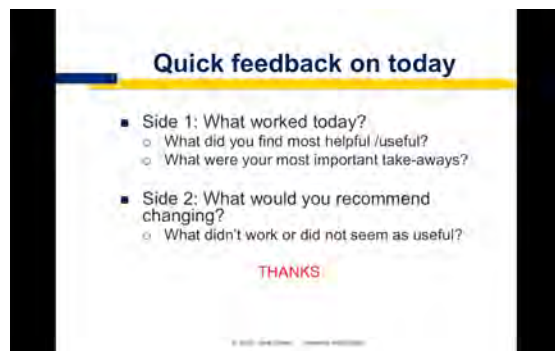 Quick feedback on today
Side 1: What worked today?
What did you find most helpful /useful?
What were your most important take-aways?
Side 2: What would you recommend
changing?
What didn't work or did not seem as useful?
THANKS